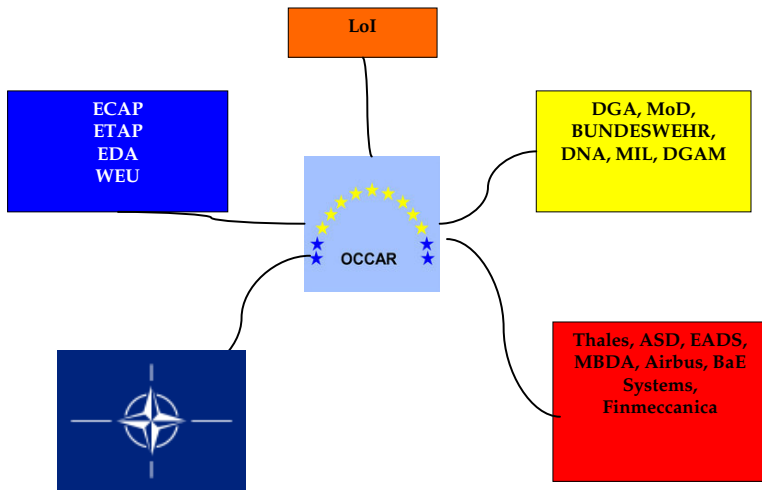 LoI
ECAP
ETAP
EDA
WEU
DGA, MoD,
BUNDESWEHR,
DNA, MIL, DGAM
OCCAR
Thales, ASD, EADS,
MBDA, Airbus, BaE
Systems,
Finmeccanica